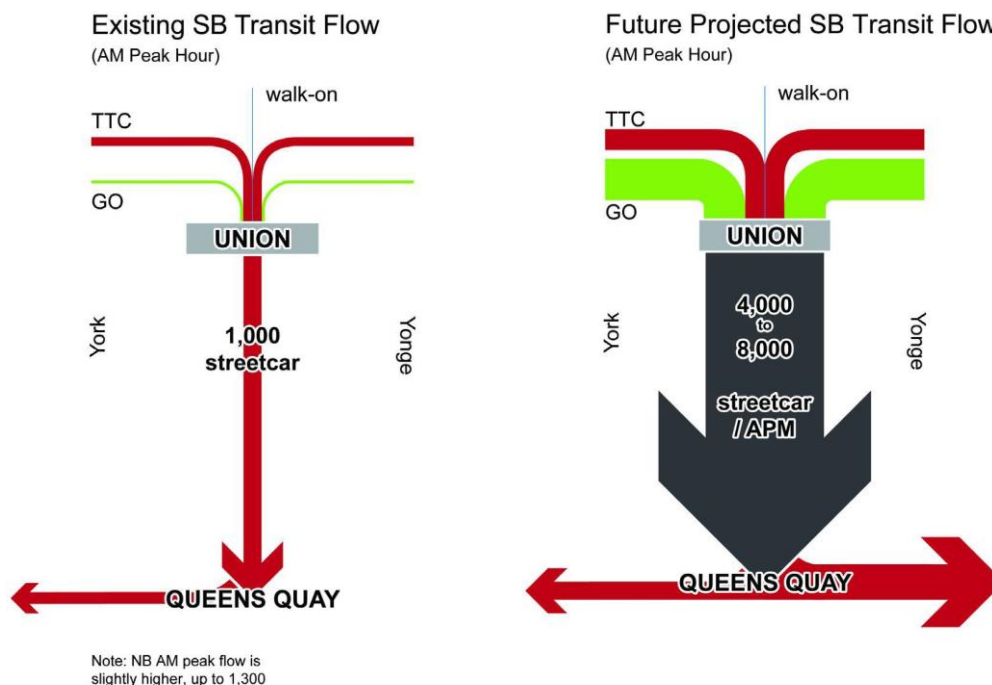 Existing SB Transit Flow
(AM Peak Hour)
walk-on
TTC
GO
UNION
York
Yonge
1,000
streetcar
QUEENS QUAY
Note: NB AM peak flow is
slightly higher, up to 1,300
Future Projected SB Transit Flow
(AM Peak Hour)
walk-on
TTC
GO
UNION
York
Yonge
4,000
to
8,000
streetcar
/ APM
QUEENS QUAY